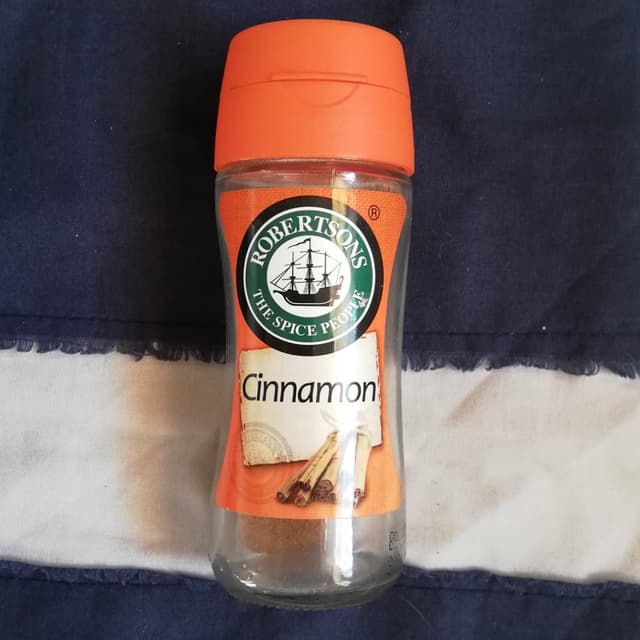 ROBERTSONS
®
THE SPICE PEOPLE
Cinnamon